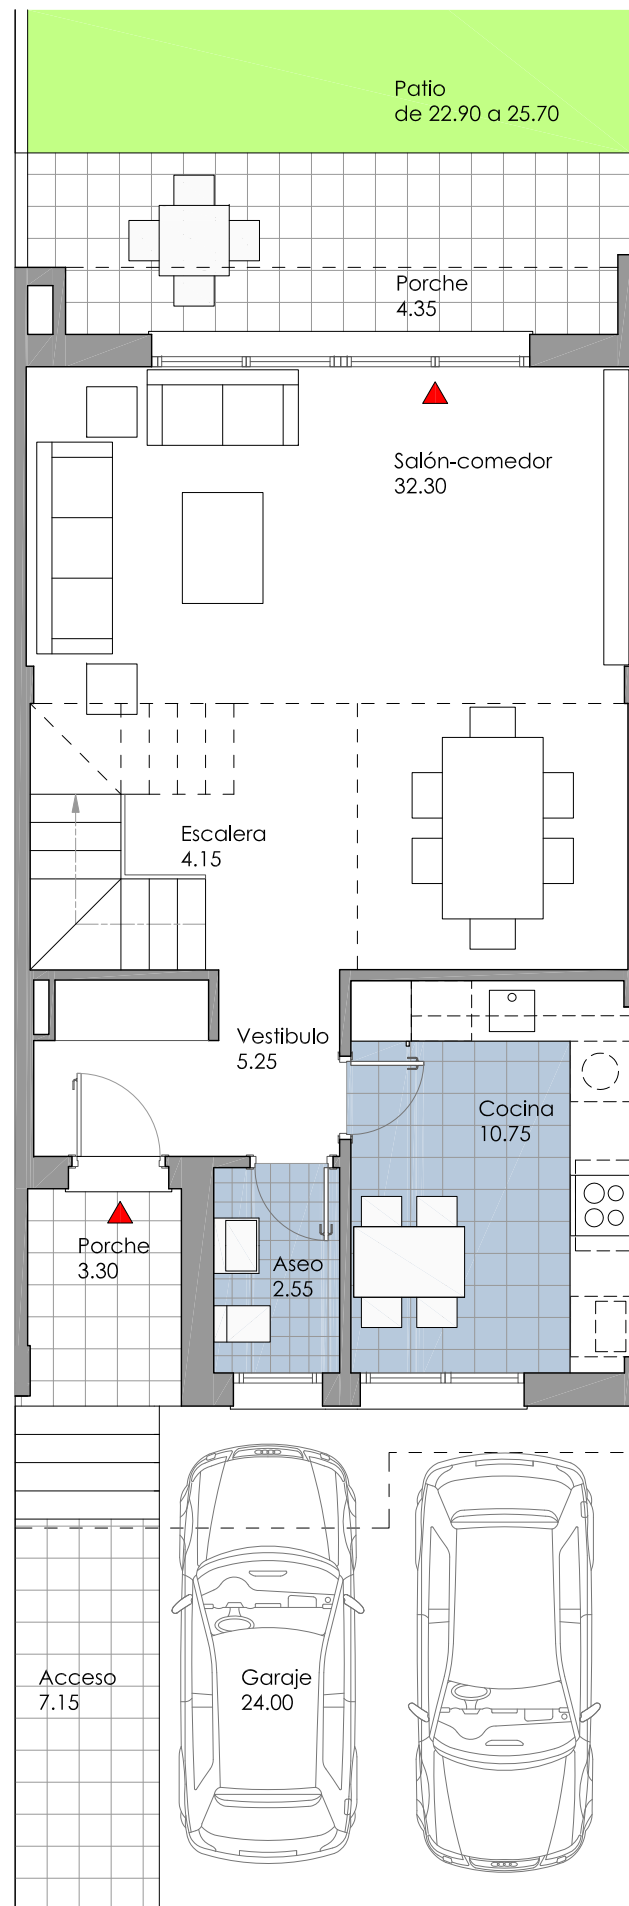 Patio
de 22.90 a 25.70
Porche
4.35
Salón-comedor
32.30
Escalera
4.15
Vestibulo
5.25
Cocina
10.75
Porche
3.30
Aseo
2.55
Acceso
7.15
Garaje
24.00